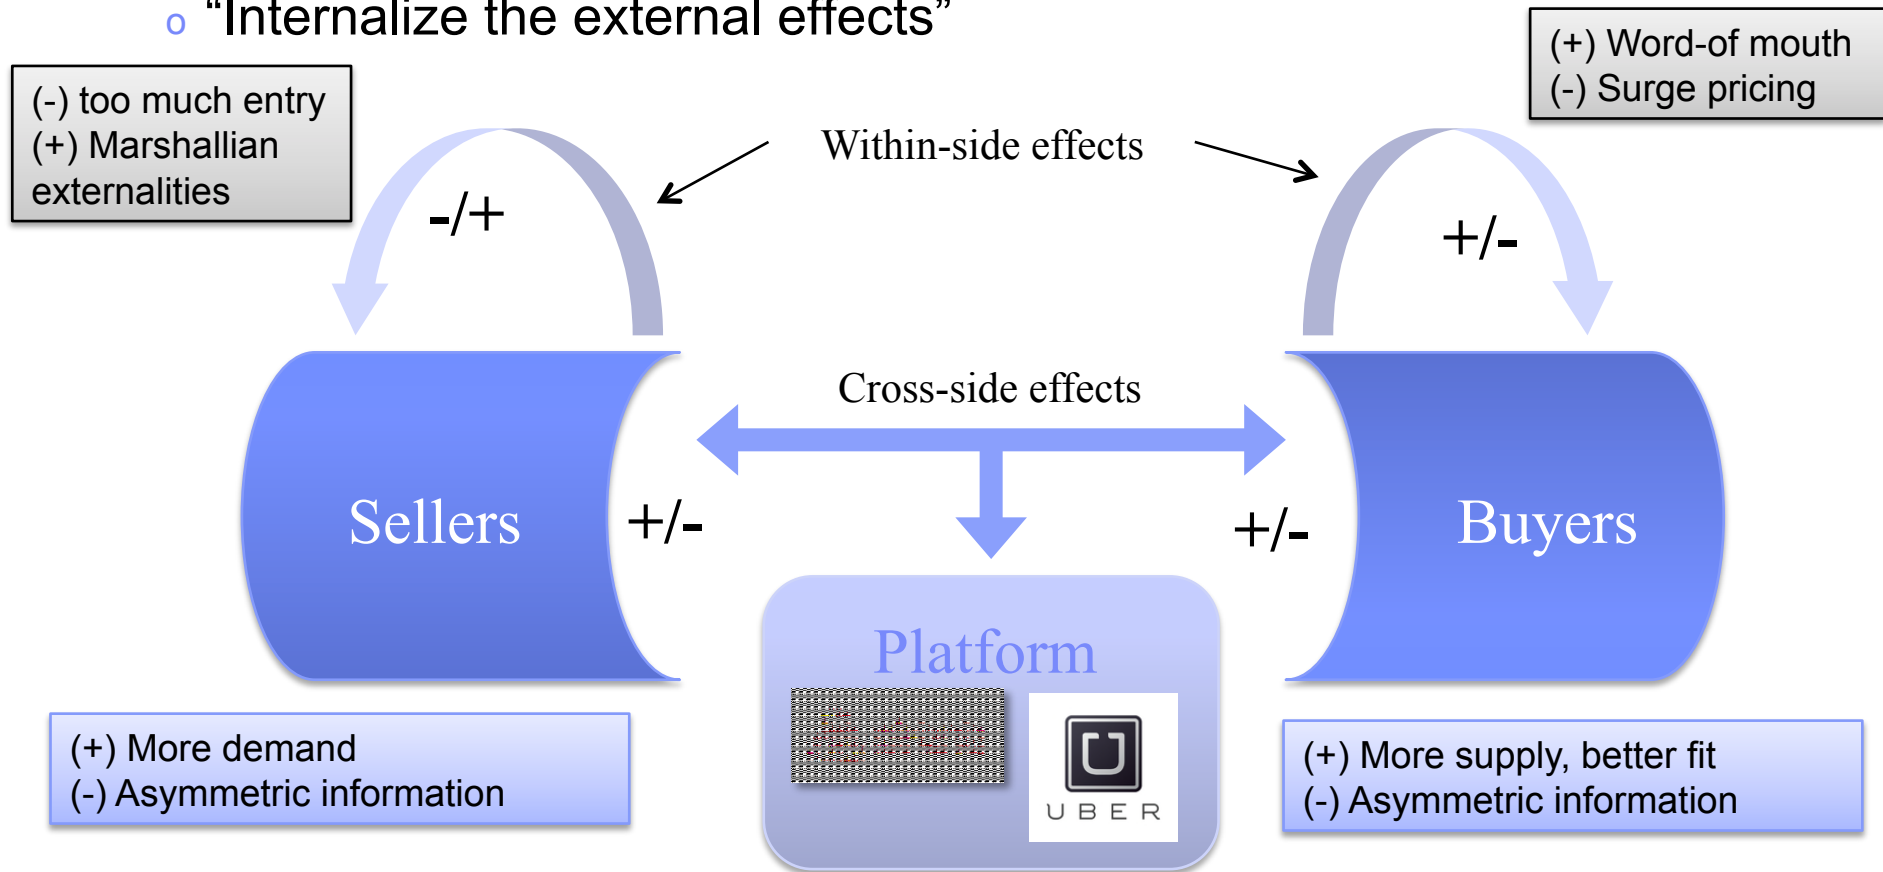 o “Internalize the external effects”
(-) too much entry
(+) Marshallian
externalities
(+) Word-of mouth
(-) Surge pricing
Within-side effects
-/+
+/-
Cross-side effects
Sellers
+/-
+/-
Buyers
Platform
UBER
(+) More demand
(-) Asymmetric information
(+) More supply, better fit
(-) Asymmetric information